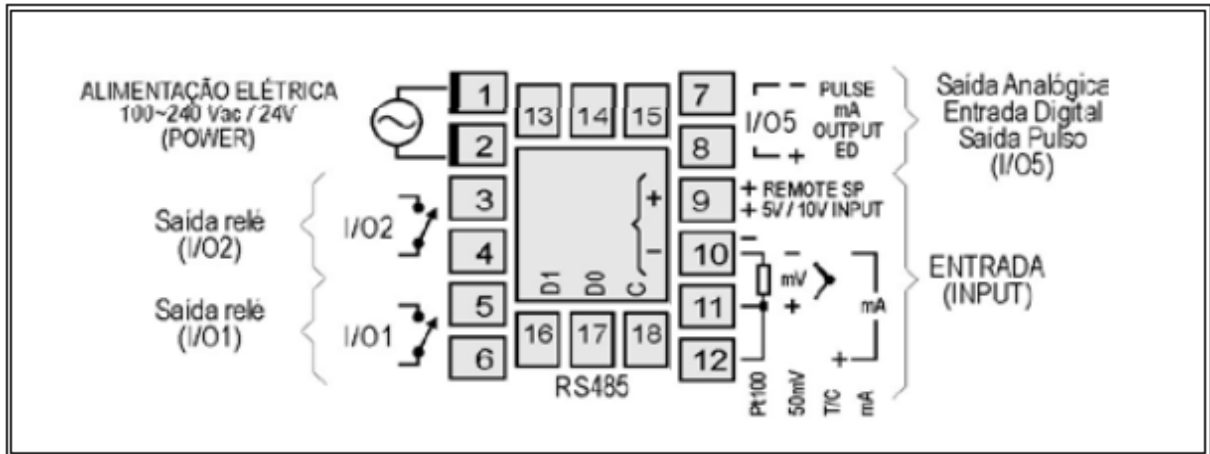 ALIMENTAÇÃO ELÉTRICA
100~240 Vac / 24V
(POWER)
Saída relé
(I/O2)
I/O2
Saída relé
(I/O1)
I/O1
1
2
3
4
5
6
13
14
15
+
−
D1
D0
C
16
17
18
RS485
7
8
9
10
11
12
I/O5
− PULSE
mA
OUTPUT
+ ED
+ REMOTE SP
+ 5V / 10V INPUT
−
−
mV
+
mA
+
Pt100
50mV
T/C
mA
Saída Analógica
Entrada Digital
Saída Pulso
(I/O5)
ENTRADA
(INPUT)